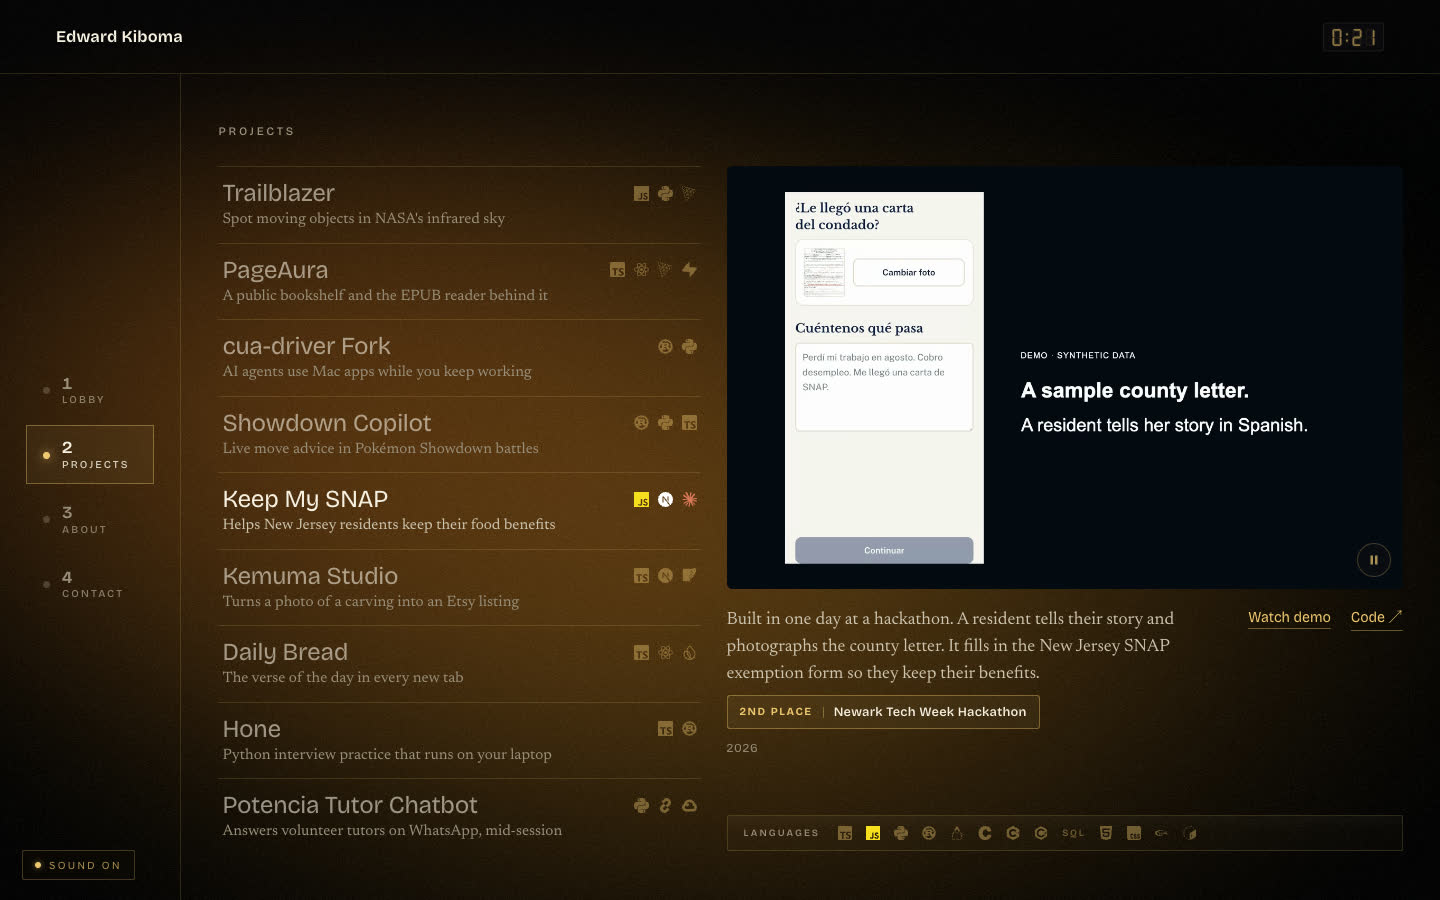 Edward Kiboma
0:21
1
LOBBY
2
PROJECTS
3
ABOUT
4
CONTACT
SOUND ON
PROJECTS
Trailblazer
JS
Spot moving objects in NASA's infrared sky
PageAura
TS
A public bookshelf and the EPUB reader behind it
cua-driver Fork
AI agents use Mac apps while you keep working
Showdown Copilot
TS
Live move advice in Pokémon Showdown battles
Keep My SNAP
JS N
Helps New Jersey residents keep their food benefits
Kemuma Studio
TS N
Turns a photo of a carving into an Etsy listing
Daily Bread
TS
The verse of the day in every new tab
Hone
TS
Python interview practice that runs on your laptop
Potencia Tutor Chatbot
Answers volunteer tutors on WhatsApp, mid-session
¿Le llegó una carta
del condado?
Cambiar foto
Cuéntenos qué pasa
Perdí mi trabajo en agosto. Cobro
desempleo. Me llegó una carta de
SNAP.
Continuar
DEMO · SYNTHETIC DATA
A sample county letter.
A resident tells her story in Spanish.
Built in one day at a hackathon. A resident tells their story and
photographs the county letter. It fills in the New Jersey SNAP
exemption form so they keep their benefits.
Watch demo
Code ↗
2ND PLACE | Newark Tech Week Hackathon
2026
LANGUAGES TS JS SQL